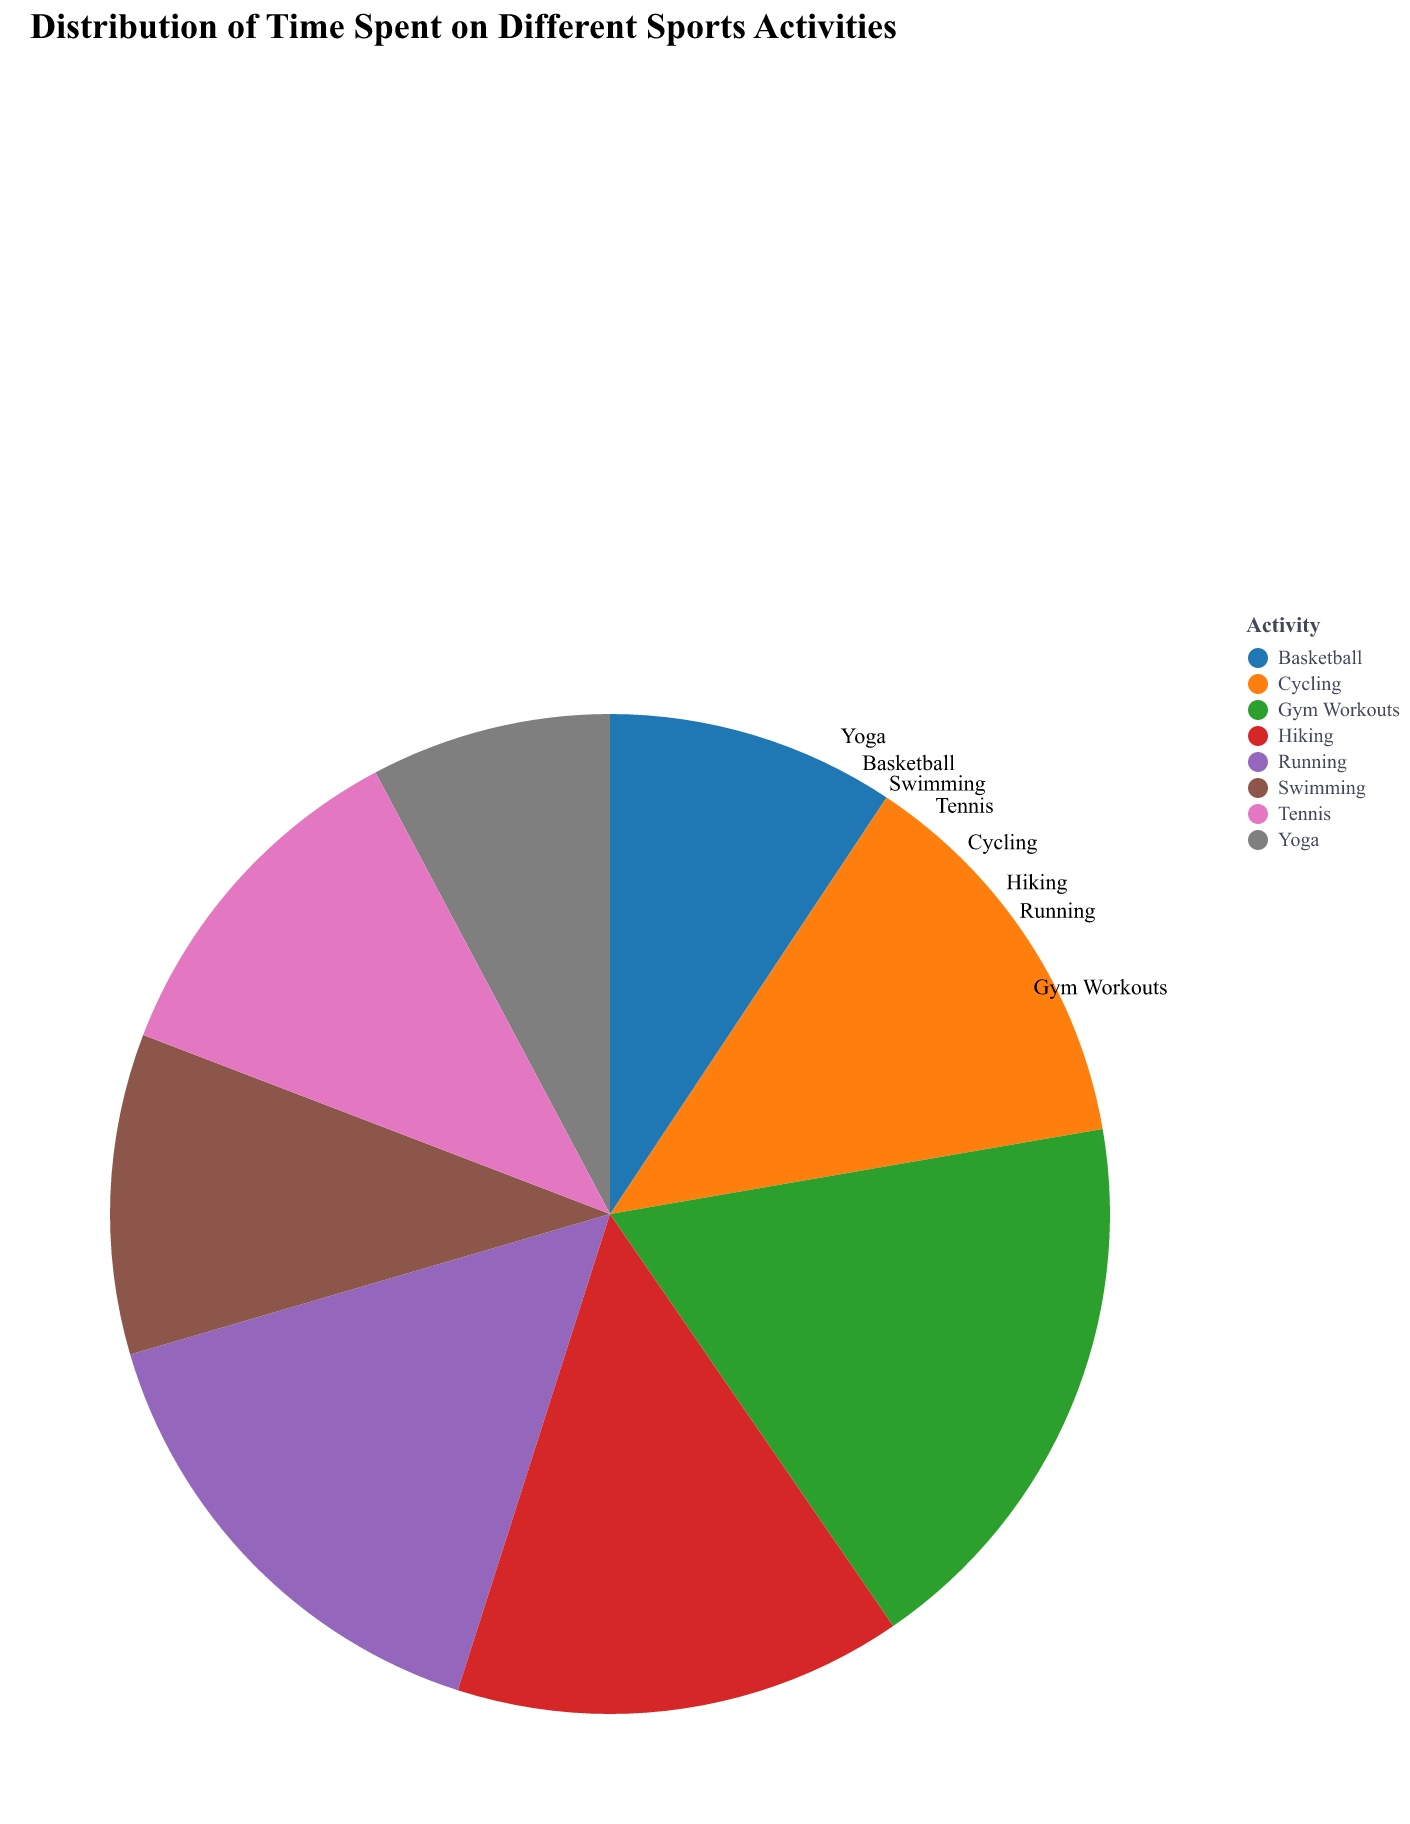 Distribution of Time Spent on Different Sports Activities
Activity
Basketball
Cycling
Gym Workouts
Hiking
Running
Swimming
Tennis
Yoga
Yoga
Basketball
Swimming
Tennis
Cycling
Hiking
Running
Gym Workouts